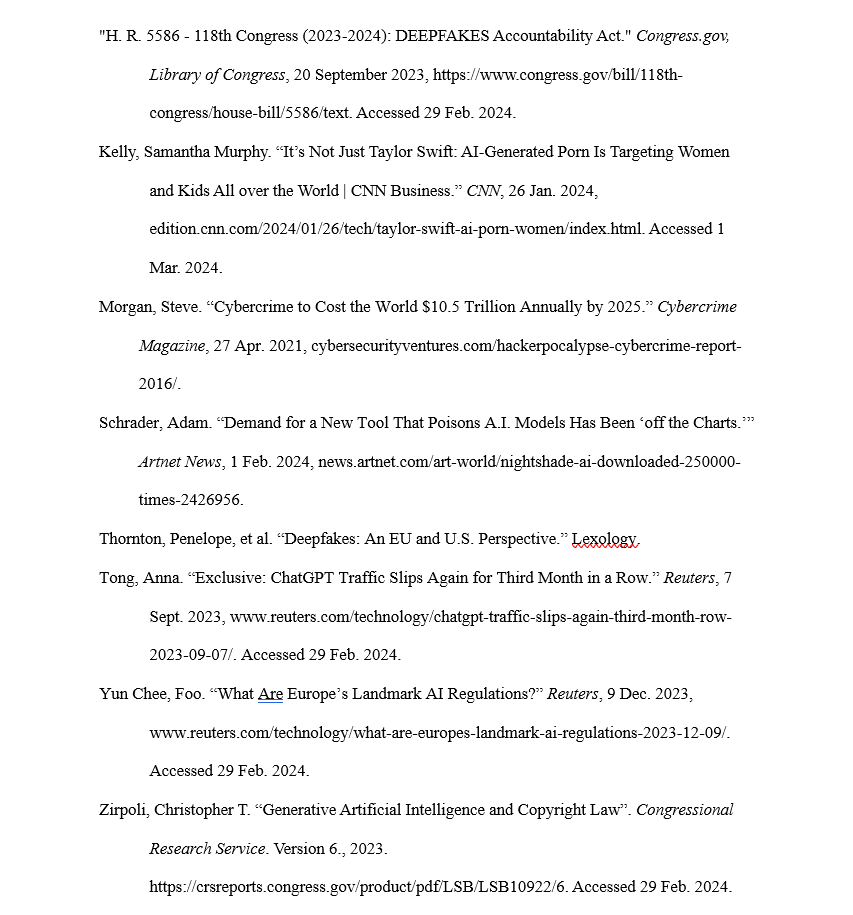 "H. R. 5586 - 118th Congress (2023-2024): DEEPFAKES Accountability Act." Congress.gov,
Library of Congress, 20 September 2023, https://www.congress.gov/bill/118th-
congress/house-bill/5586/text. Accessed 29 Feb. 2024.
Kelly, Samantha Murphy. “It’s Not Just Taylor Swift: AI-Generated Porn Is Targeting Women
and Kids All over the World | CNN Business.” CNN, 26 Jan. 2024,
edition.cnn.com/2024/01/26/tech/taylor-swift-ai-porn-women/index.html. Accessed 1
Mar. 2024.
Morgan, Steve. “Cybercrime to Cost the World $10.5 Trillion Annually by 2025.” Cybercrime
Magazine, 27 Apr. 2021, cybersecurityventures.com/hackerpocalypse-cybercrime-report-
2016/.
Schrader, Adam. “Demand for a New Tool That Poisons A.I. Models Has Been ‘off the Charts.’”
Artnet News, 1 Feb. 2024, news.artnet.com/art-world/nightshade-ai-downloaded-250000-
times-2426956.
Thornton, Penelope, et al. “Deepfakes: An EU and U.S. Perspective.” Lexology.
Tong, Anna. “Exclusive: ChatGPT Traffic Slips Again for Third Month in a Row.” Reuters, 7
Sept. 2023, www.reuters.com/technology/chatgpt-traffic-slips-again-third-month-row-
2023-09-07/. Accessed 29 Feb. 2024.
Yun Chee, Foo. “What Are Europe’s Landmark AI Regulations?” Reuters, 9 Dec. 2023,
www.reuters.com/technology/what-are-europes-landmark-ai-regulations-2023-12-09/.
Accessed 29 Feb. 2024.
Zirpoli, Christopher T. “Generative Artificial Intelligence and Copyright Law”. Congressional
Research Service. Version 6., 2023.
https://crsreports.congress.gov/product/pdf/LSB/LSB10922/6. Accessed 29 Feb. 2024.